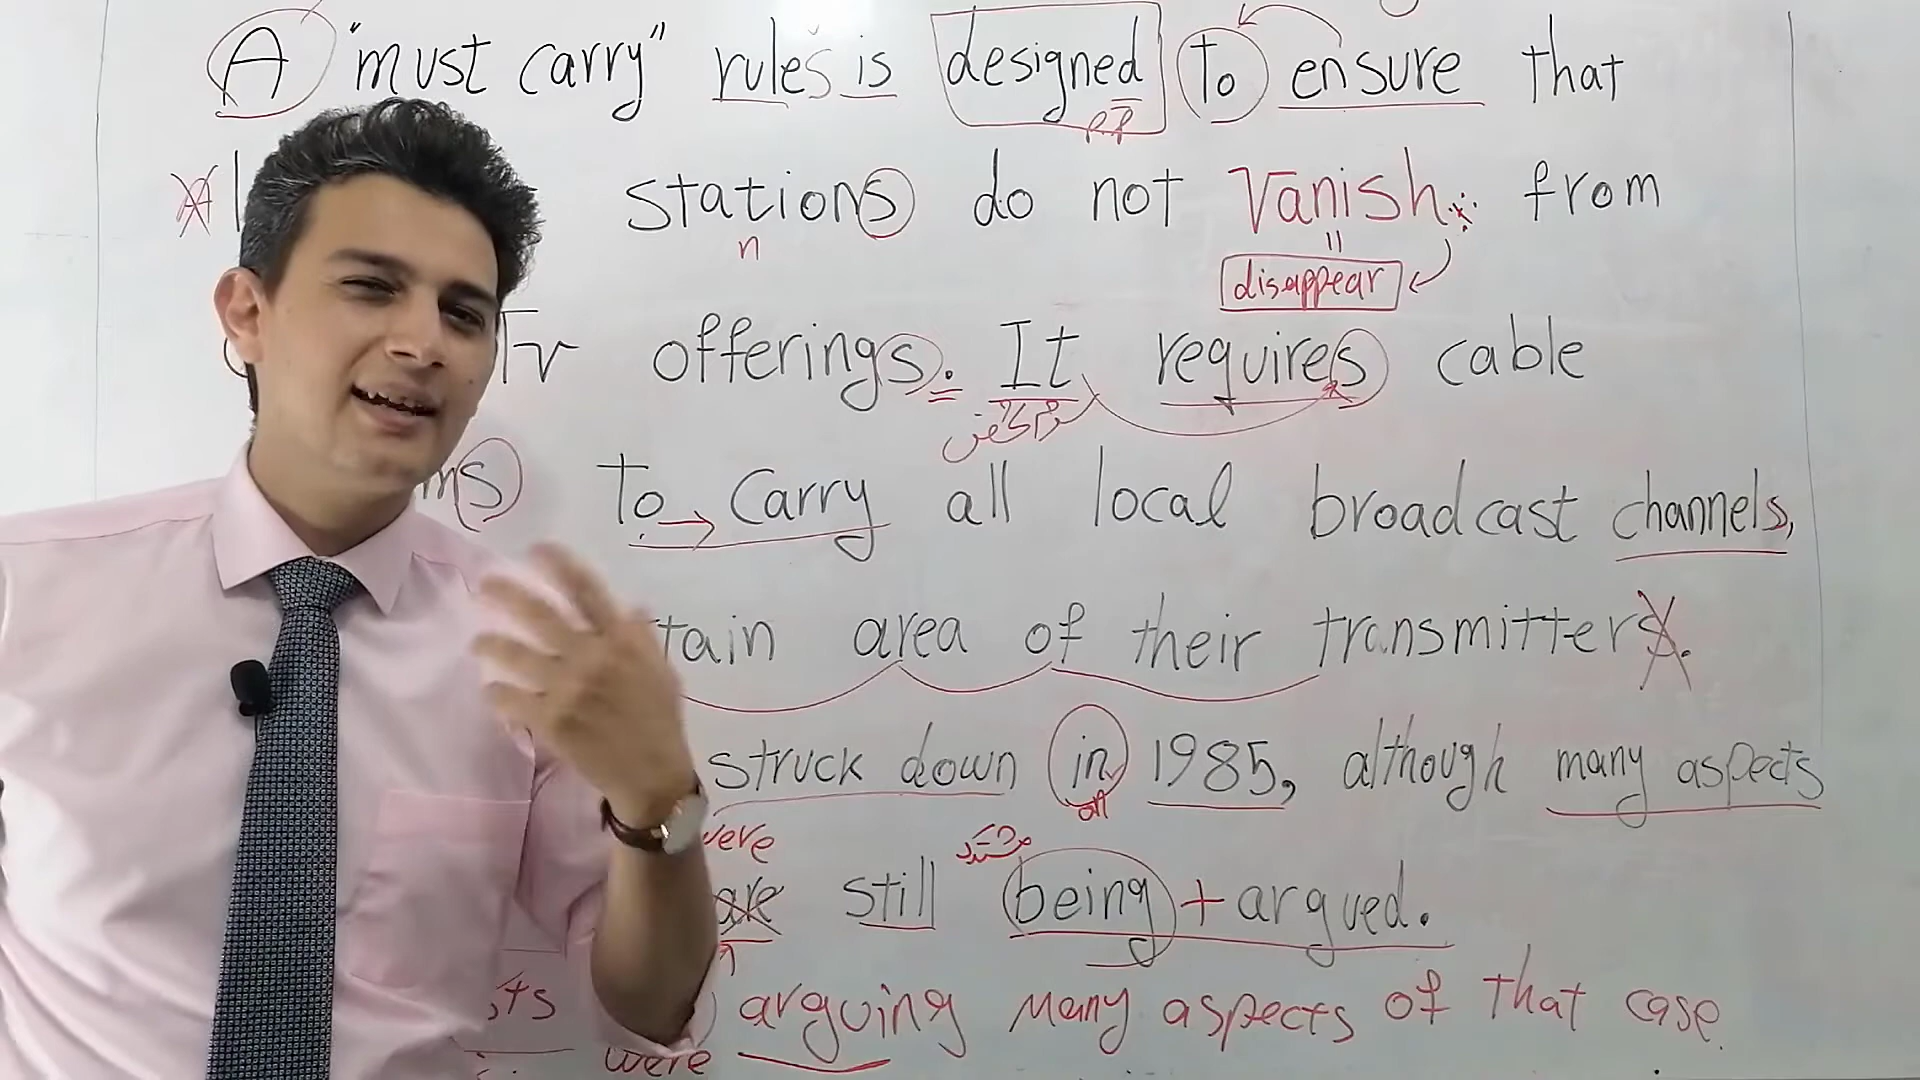 A "must carry" rules is designed to ensure that
p.p
stations do not Vanish from
n
disappear
TV offerings. It requires cable
to carry all local broadcast channels,
tain area of their transmitters.
struck down in 1985, although many aspects
on
were
are still being + argued.
arguing many aspects of that case.
were